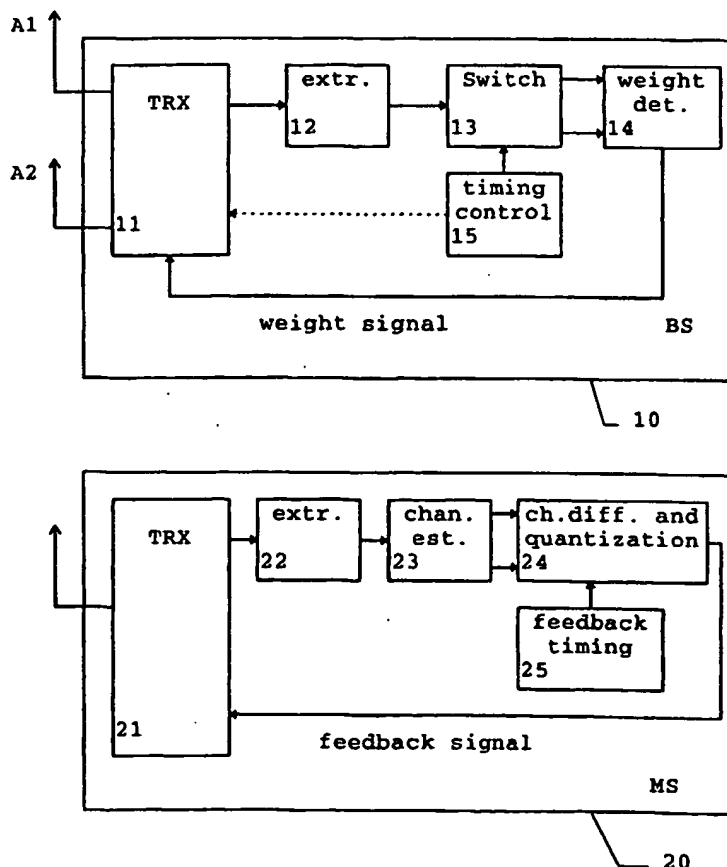 A1
TRX
11
extr.
12
Switch
13
weight
det.
14
A2
timing
control
15
weight signal
BS
10
TRX
21
extr.
22
chan.
est.
23
ch.diff. and
quantization
24
feedback
timing
25
feedback signal
MS
20